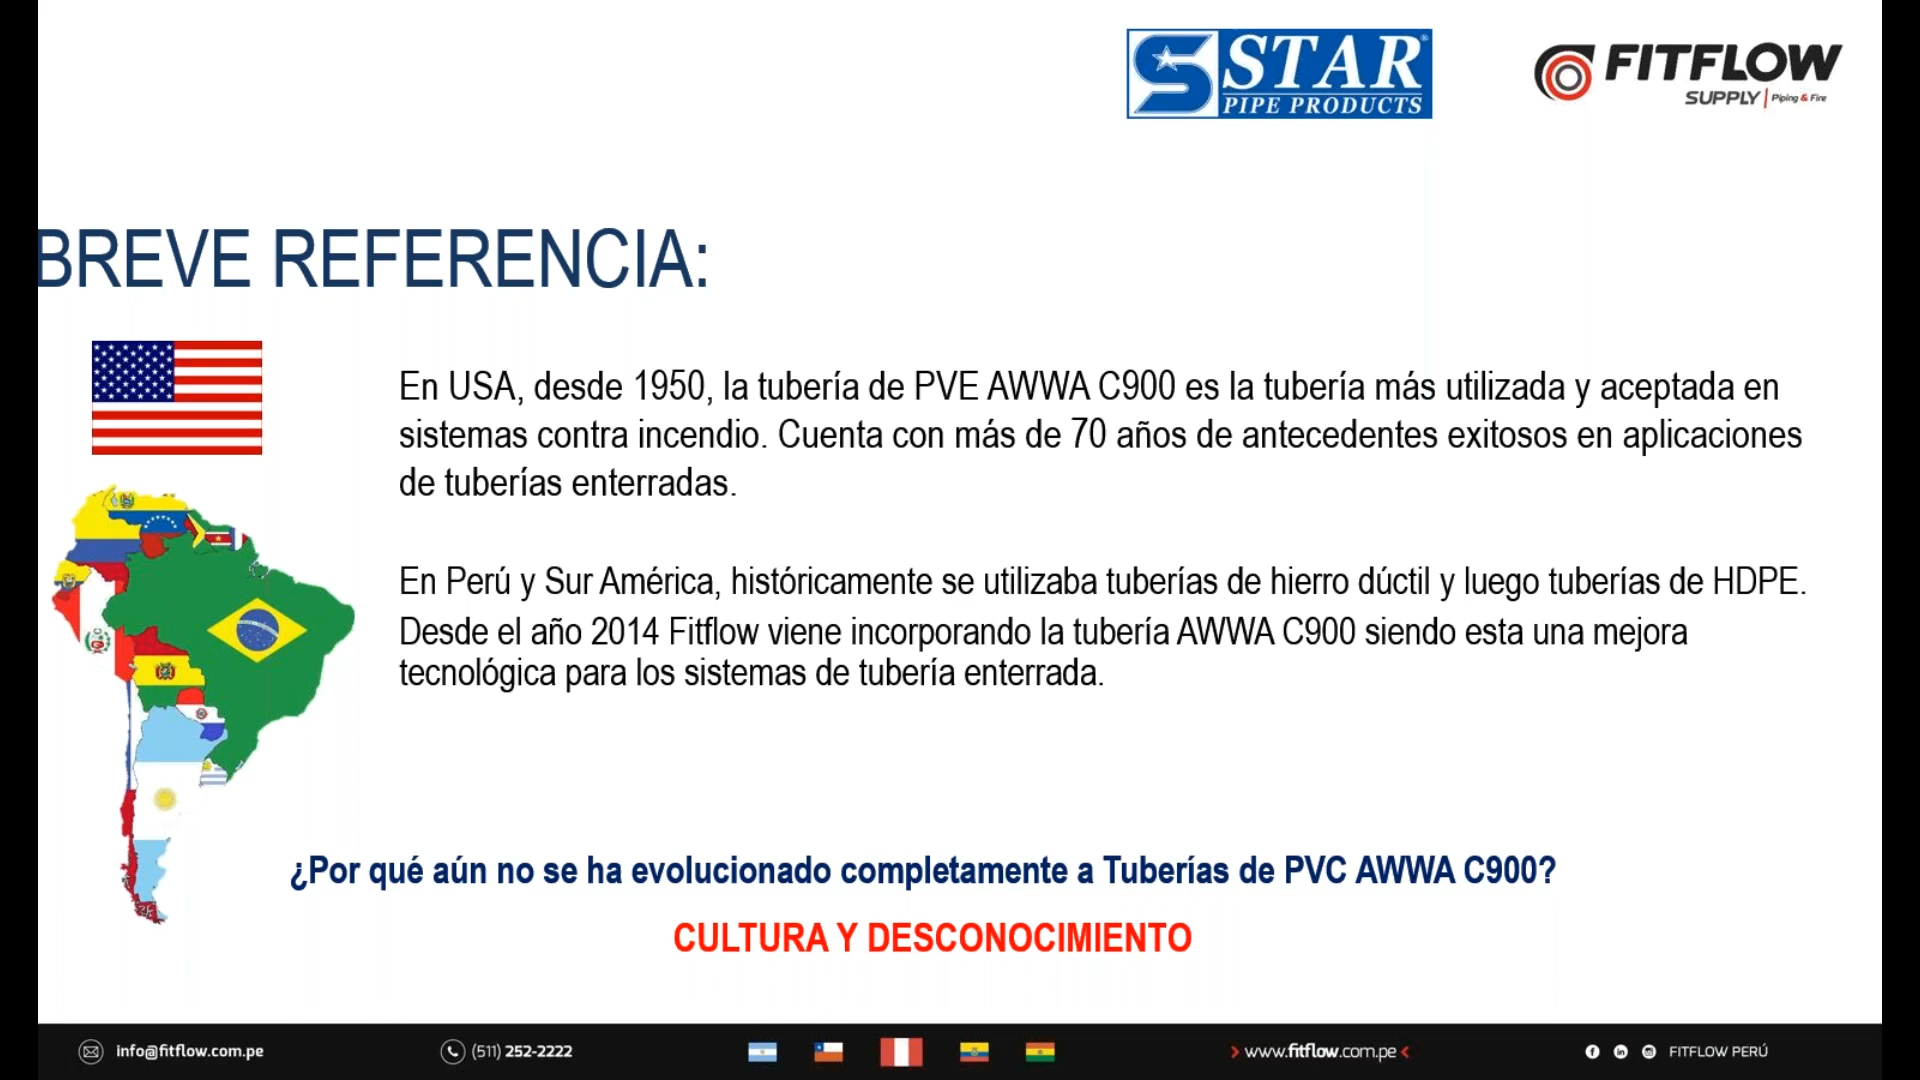 STAR
PIPE PRODUCTS
FITFLOW
SUPPLY | Piping & Fire
BREVE REFERENCIA:
En USA, desde 1950, la tubería de PVE AWWA C900 es la tubería más utilizada y aceptada en
sistemas contra incendio. Cuenta con más de 70 años de antecedentes exitosos en aplicaciones
de tuberías enterradas.
En Perú y Sur América, históricamente se utilizaba tuberías de hierro dúctil y luego tuberías de HDPE.
Desde el año 2014 Fitflow viene incorporando la tubería AWWA C900 siendo esta una mejora
tecnológica para los sistemas de tubería enterrada.
¿Por qué aún no se ha evolucionado completamente a Tuberías de PVC AWWA C900?
CULTURA Y DESCONOCIMIENTO
info@fitflow.com.pe
(511) 252-2222
www.fitflow.com.pe
FITFLOW PERÚ